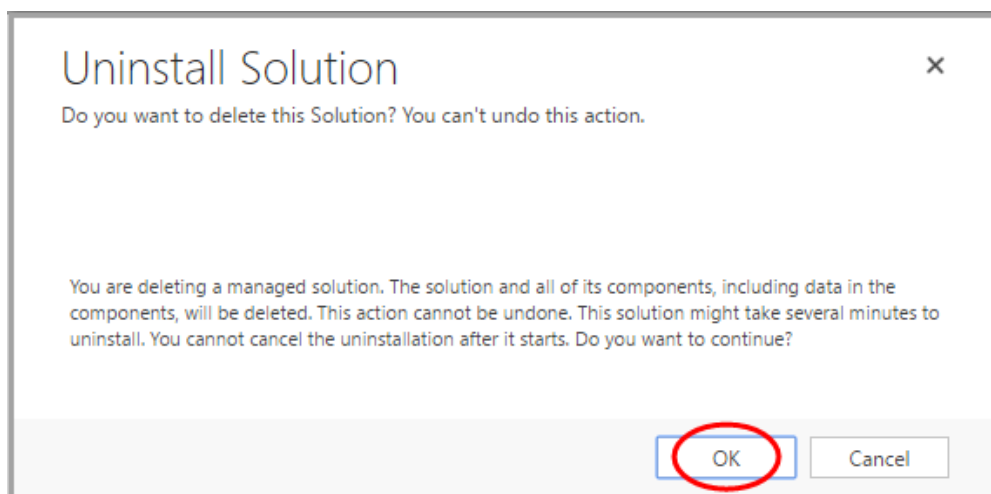 Uninstall Solution
Do you want to delete this Solution? You can't undo this action.
You are deleting a managed solution. The solution and all of its components, including data in the
components, will be deleted. This action cannot be undone. This solution might take several minutes to
uninstall. You cannot cancel the uninstallation after it starts. Do you want to continue?
OK Cancel